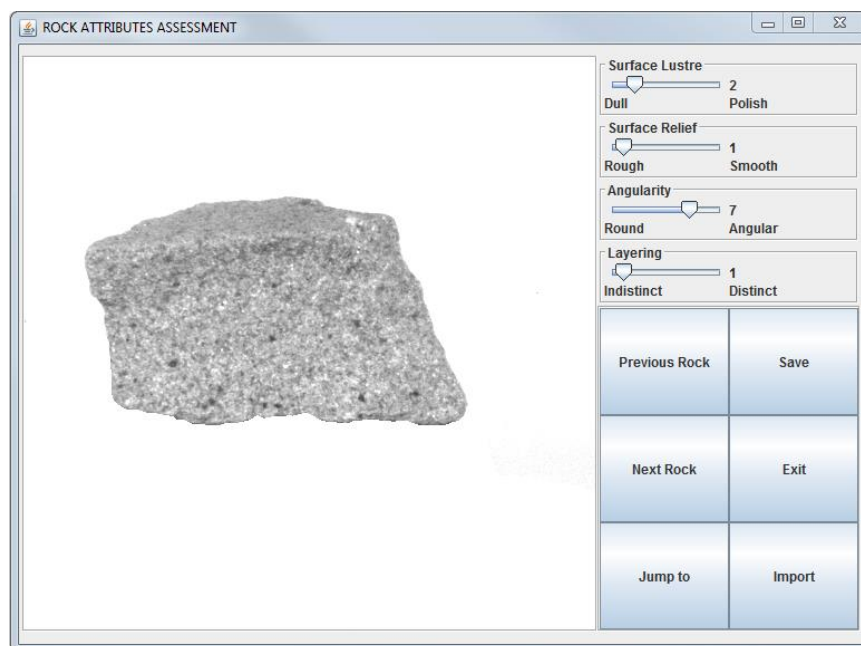 ROCK ATTRIBUTES ASSESSMENT
Surface Lustre
2
Dull Polish
Surface Relief
1
Rough Smooth
Angularity
7
Round Angular
Layering
1
Indistinct Distinct
Previous Rock Save
Next Rock Exit
Jump to Import